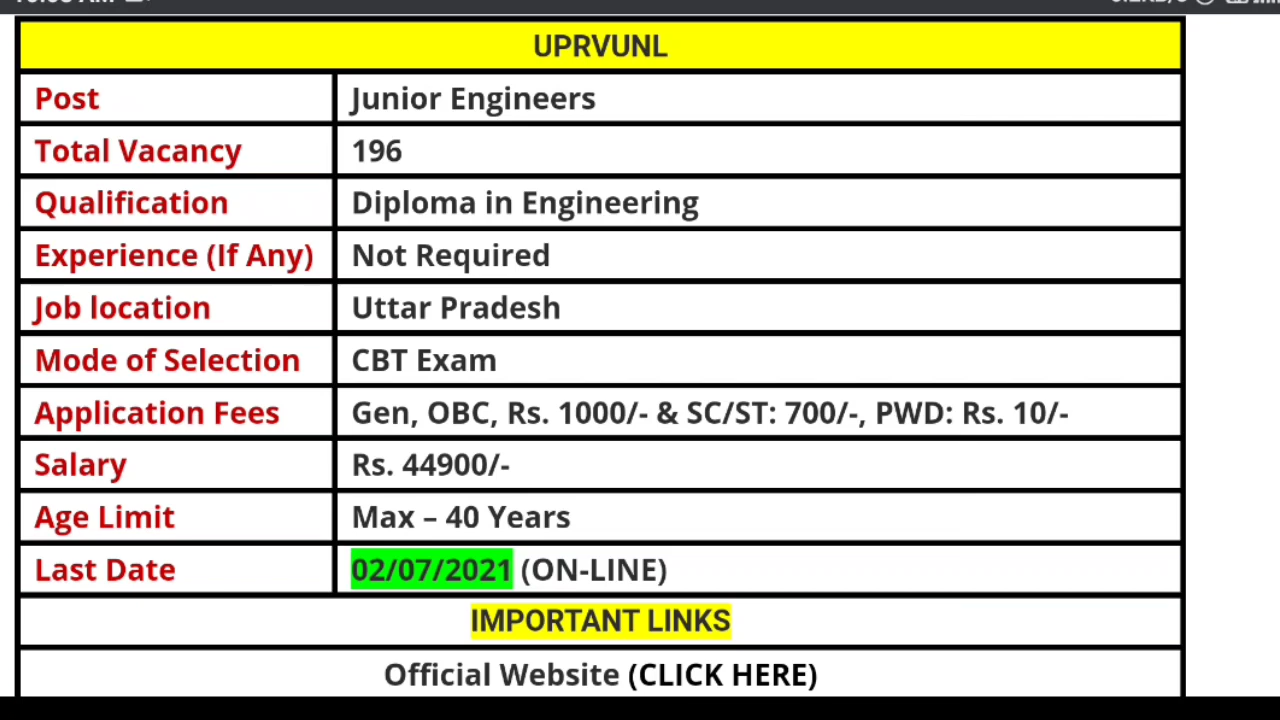 UPRVUNL
Post Junior Engineers
Total Vacancy 196
Qualification Diploma in Engineering
Experience (If Any) Not Required
Job location Uttar Pradesh
Mode of Selection CBT Exam
Application Fees Gen, OBC, Rs. 1000/- & SC/ST: 700/-, PWD: Rs. 10/-
Salary Rs. 44900/-
Age Limit Max – 40 Years
Last Date 02/07/2021 (ON-LINE)
IMPORTANT LINKS
Official Website (CLICK HERE)